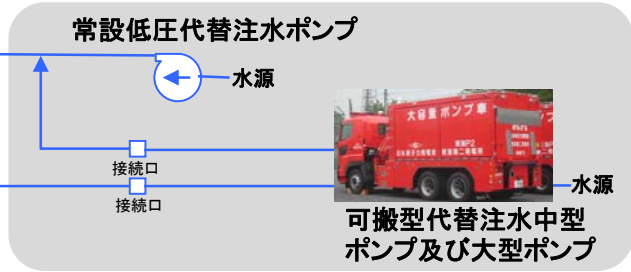 常設低圧代替注水ポンプ
水源
大容量ポンプ車
接続口
接続口
水源
可搬型代替注水中型
ポンプ及び大型ポンプ